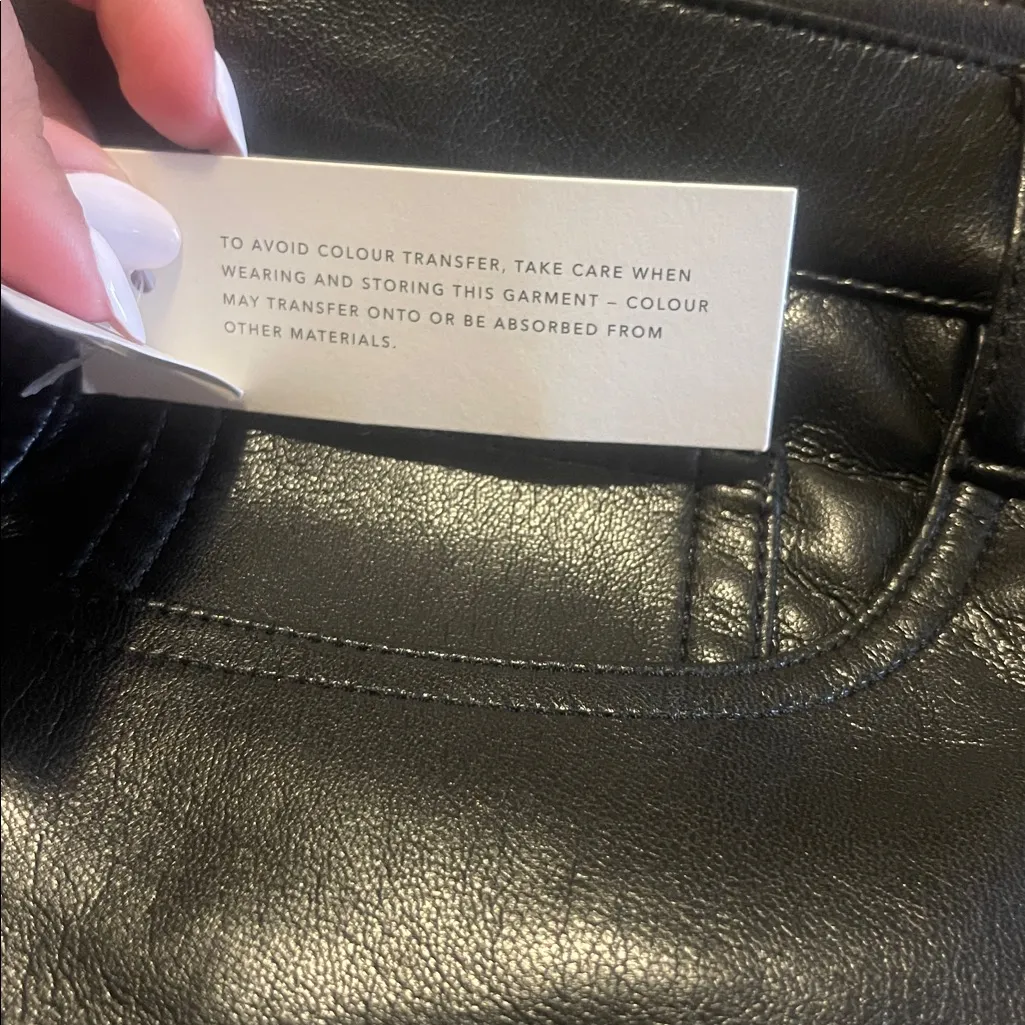 TO AVOID COLOUR TRANSFER, TAKE CARE WHEN
WEARING AND STORING THIS GARMENT – COLOUR
MAY TRANSFER ONTO OR BE ABSORBED FROM
OTHER MATERIALS.